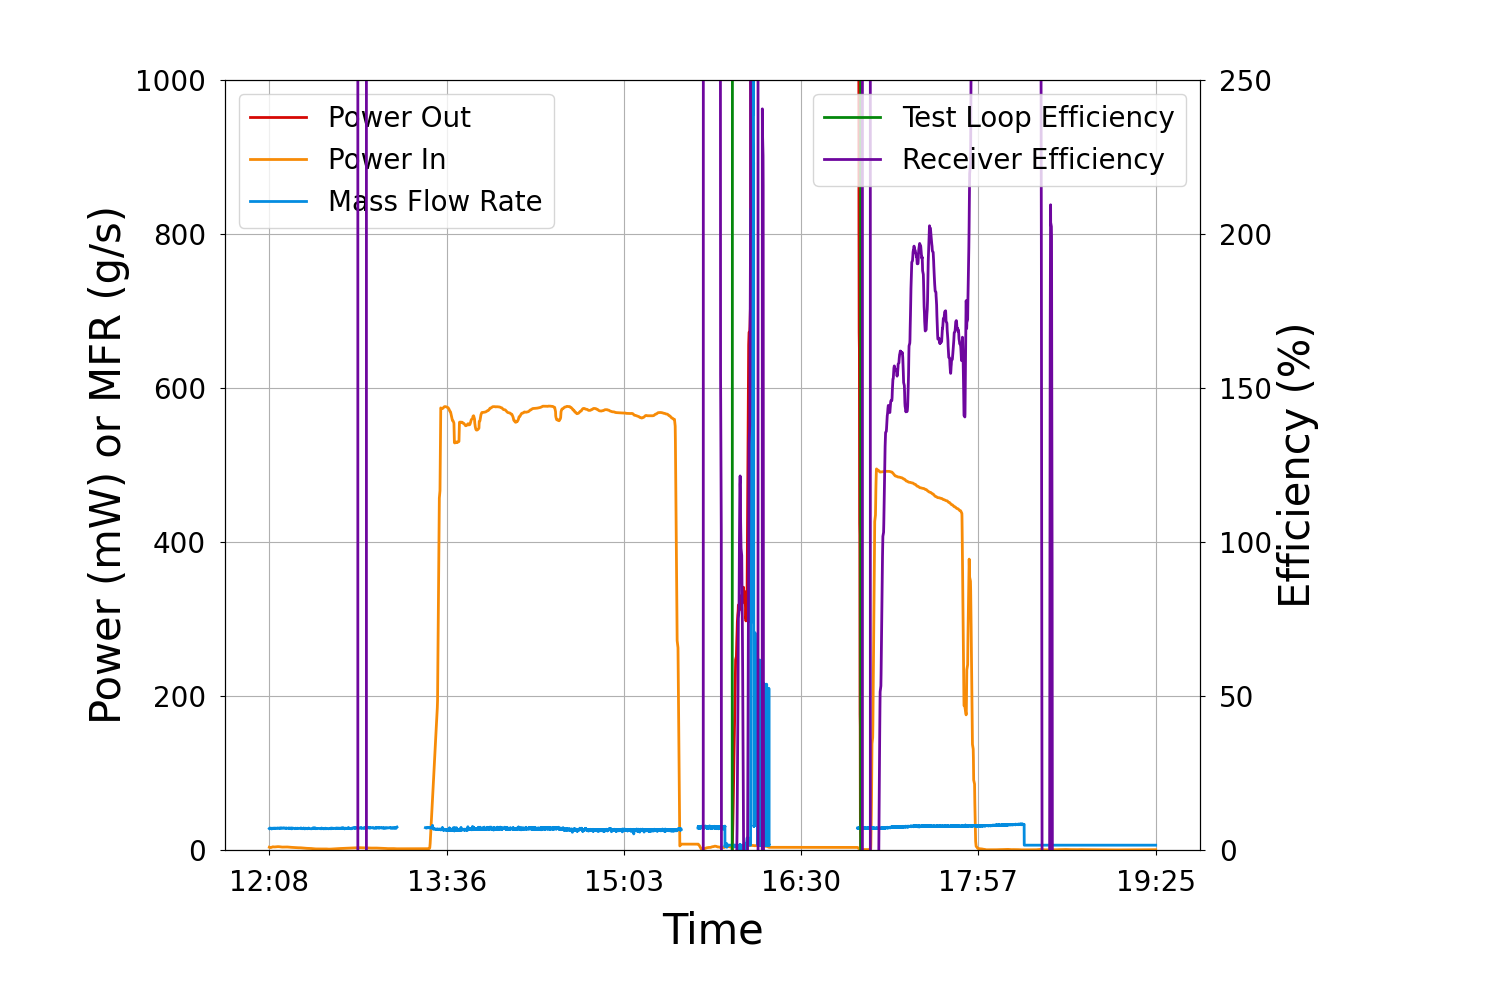 1000
800
600
400
200
0
Power (mW) or MFR (g/s)
Power Out
Power In
Mass Flow Rate
Test Loop Efficiency
Receiver Efficiency
250
200
150
100
50
0
Efficiency (%)
12:08 13:36 15:03 16:30 17:57 19:25
Time